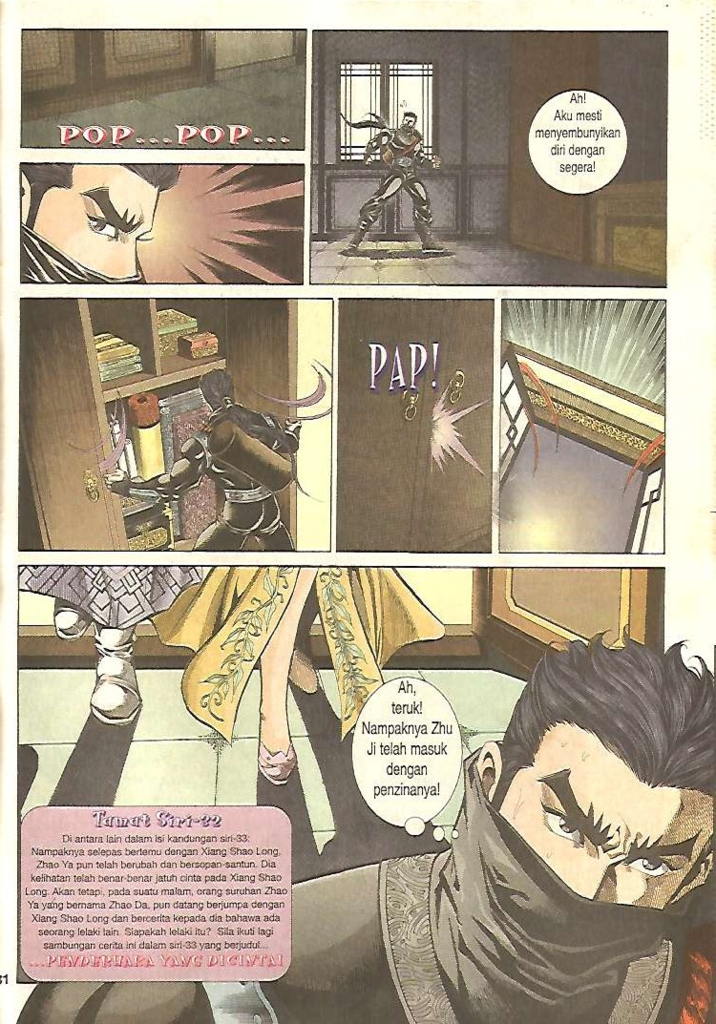 POP...POP...
Ah!
Aku mesti
menyembunyikan
diri dengan
segera!
PAP!
Ah,
teruk!
Nampaknya Zhu
Ji telah masuk
dengan
penzinanya!
Tamat Siri-32
Di antara lain dalam isi kandungan siri-33:
Nampaknya selepas bertemu dengan Xiang Shao Long,
Zhao Ya pun telah berubah dan bersopan-santun. Dia
kelihatan telah benar-benar jatuh cinta pada Xiang Shao
Long. Akan tetapi, pada suatu malam, orang suruhan Zhao
Ya yang bernama Zhao Da, pun datang berjumpa dengan
Xiang Shao Long dan bercerita kepada dia bahawa ada
seorang lelaki lain. Siapakah lelaki itu? Sila ikuti lagi
sambungan cerita ini dalam siri-33 yang berjudul...
...PENDERHAKA YANG DICINTAI